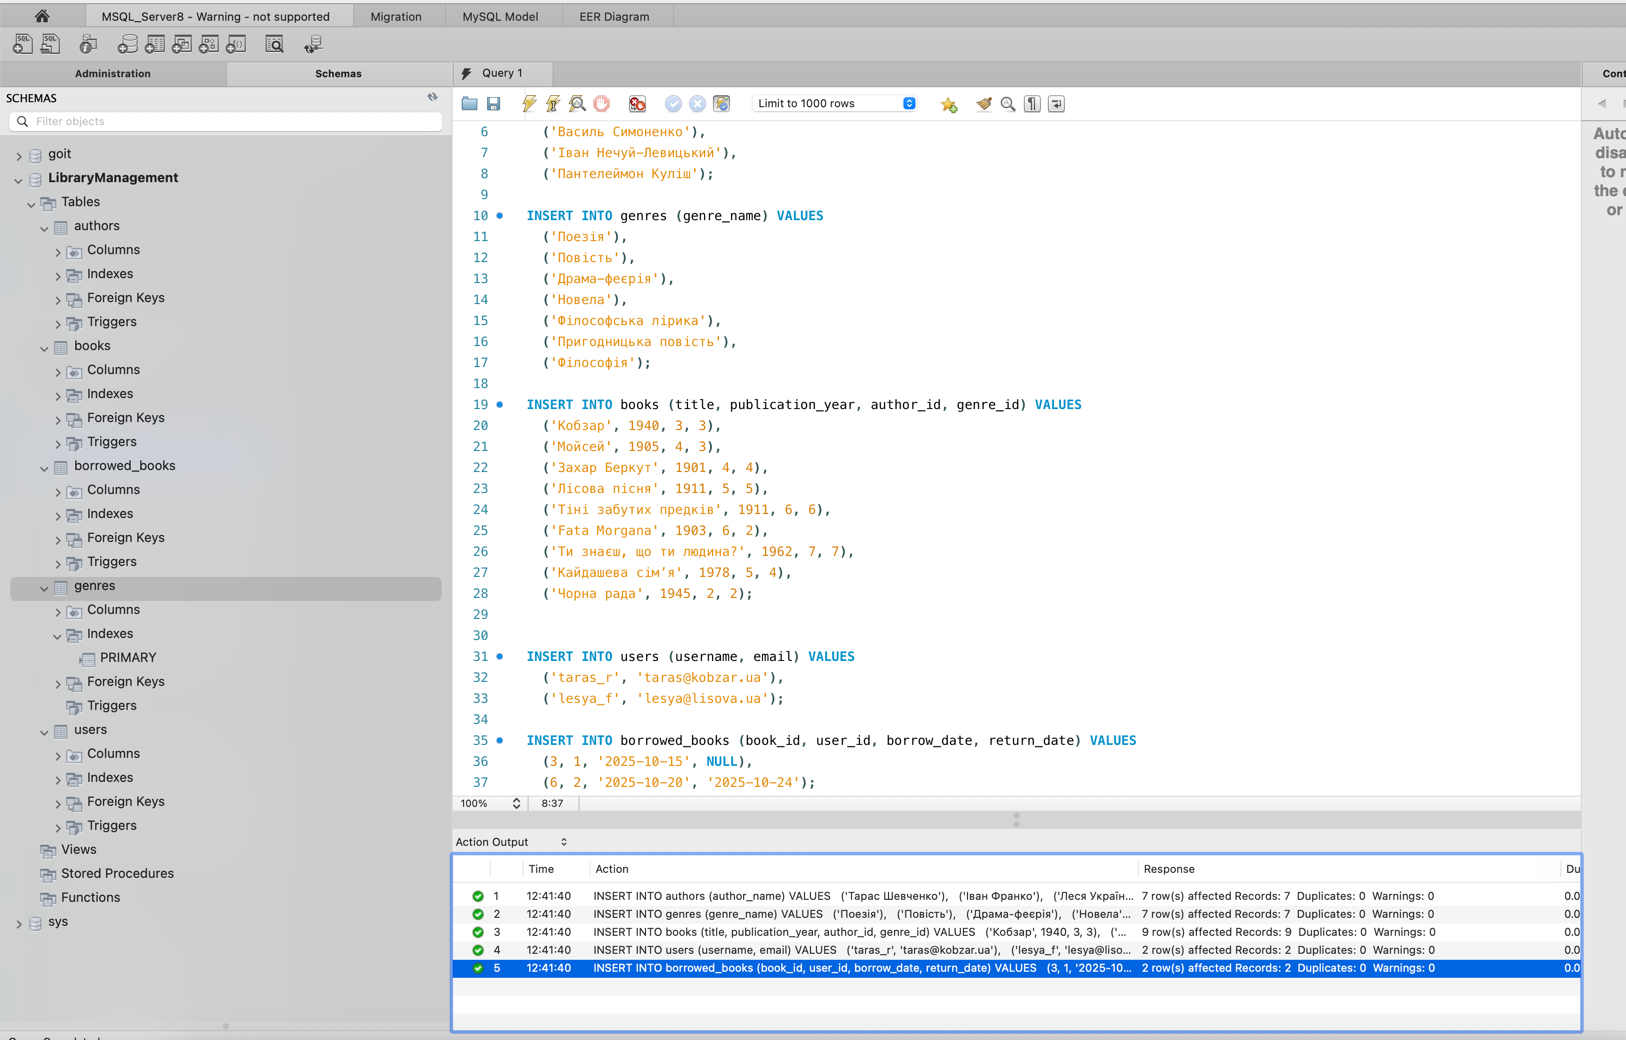 MSQL_Server8 - Warning - not supported
Migration
MySQL Model
EER Diagram
Administration
Schemas
SCHEMAS
Filter objects
goit
LibraryManagement
Tables
authors
Columns
Indexes
Foreign Keys
Triggers
books
Columns
Indexes
Foreign Keys
Triggers
borrowed_books
Columns
Indexes
Foreign Keys
Triggers
genres
Columns
Indexes
PRIMARY
Foreign Keys
Triggers
users
Columns
Indexes
Foreign Keys
Triggers
Views
Stored Procedures
Functions
sys
Query 1
Limit to 1000 rows
6 ('Василь Симоненко'),
7 ('Іван Нечуй-Левицький'),
8 ('Пантелеймон Куліш');
9
10 INSERT INTO genres (genre_name) VALUES
11 ('Поезія'),
12 ('Повість'),
13 ('Драма-феєрія'),
14 ('Новела'),
15 ('Філософська лірика'),
16 ('Пригодницька повість'),
17 ('Філософія');
18
19 INSERT INTO books (title, publication_year, author_id, genre_id) VALUES
20 ('Кобзар', 1940, 3, 3),
21 ('Мойсей', 1905, 4, 3),
22 ('Захар Беркут', 1901, 4, 4),
23 ('Лісова пісня', 1911, 5, 5),
24 ('Тіні забутих предків', 1911, 6, 6),
25 ('Fata Morgana', 1903, 6, 2),
26 ('Ти знаєш, що ти людина?', 1962, 7, 7),
27 ('Кайдашева сім’я', 1978, 5, 4),
28 ('Чорна рада', 1945, 2, 2);
29
30
31 INSERT INTO users (username, email) VALUES
32 ('taras_r', 'taras@kobzar.ua'),
33 ('lesya_f', 'lesya@lisova.ua');
34
35 INSERT INTO borrowed_books (book_id, user_id, borrow_date, return_date) VALUES
36 (3, 1, '2025-10-15', NULL),
37 (6, 2, '2025-10-20', '2025-10-24');
100% 8:37
Action Output
Time Action Response Du
1 12:41:40 INSERT INTO authors (author_name) VALUES ('Тарас Шевченко'), ('Іван Франко'), ('Леся Україн... 7 row(s) affected Records: 7 Duplicates: 0 Warnings: 0 0.0
2 12:41:40 INSERT INTO genres (genre_name) VALUES ('Поезія'), ('Повість'), ('Драма-феєрія'), ('Новела'... 7 row(s) affected Records: 7 Duplicates: 0 Warnings: 0 0.0
3 12:41:40 INSERT INTO books (title, publication_year, author_id, genre_id) VALUES ('Кобзар', 1940, 3, 3), ('... 9 row(s) affected Records: 9 Duplicates: 0 Warnings: 0 0.0
4 12:41:40 INSERT INTO users (username, email) VALUES ('taras_r', 'taras@kobzar.ua'), ('lesya_f', 'lesya@liso... 2 row(s) affected Records: 2 Duplicates: 0 Warnings: 0 0.0
5 12:41:40 INSERT INTO borrowed_books (book_id, user_id, borrow_date, return_date) VALUES (3, 1, '2025-10... 2 row(s) affected Records: 2 Duplicates: 0 Warnings: 0 0.0
Cont
Auto
disa
to
the
or